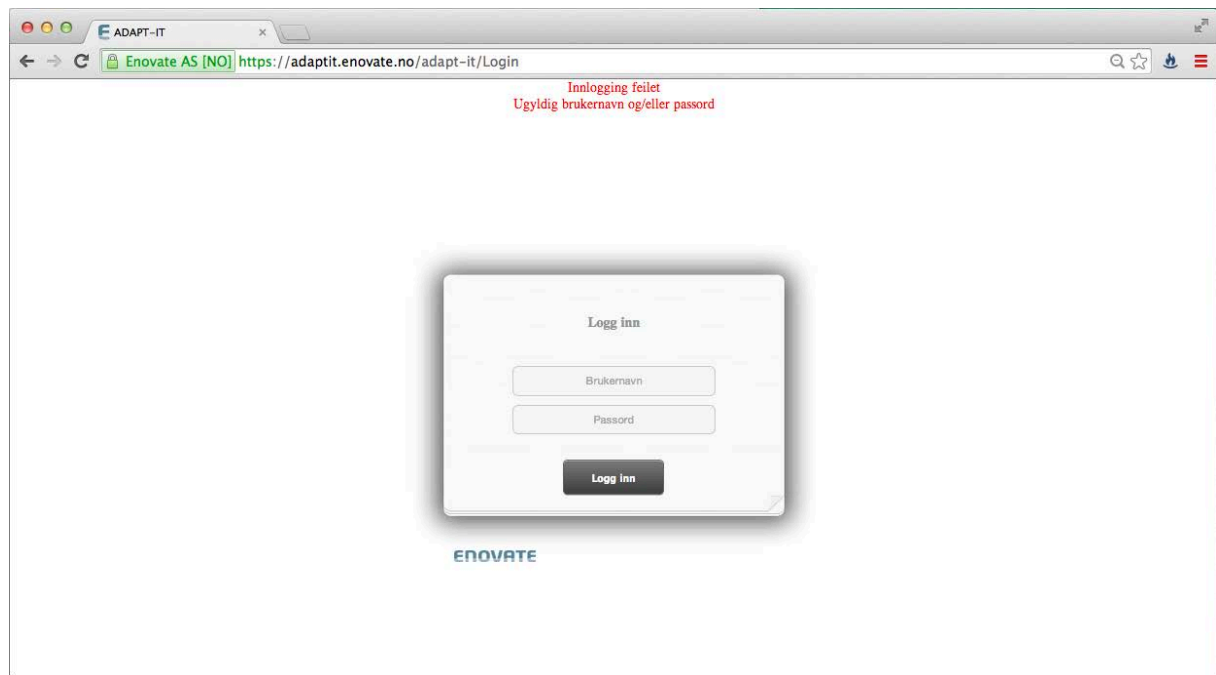 ADAPT-IT
Enovate AS [NO] https://adaptit.enovate.no/adapt-it/Login
Innlogging feilet
Ugyldig brukernavn og/eller passord
Logg inn
Brukernavn
Passord
Logg inn
ENOVATE